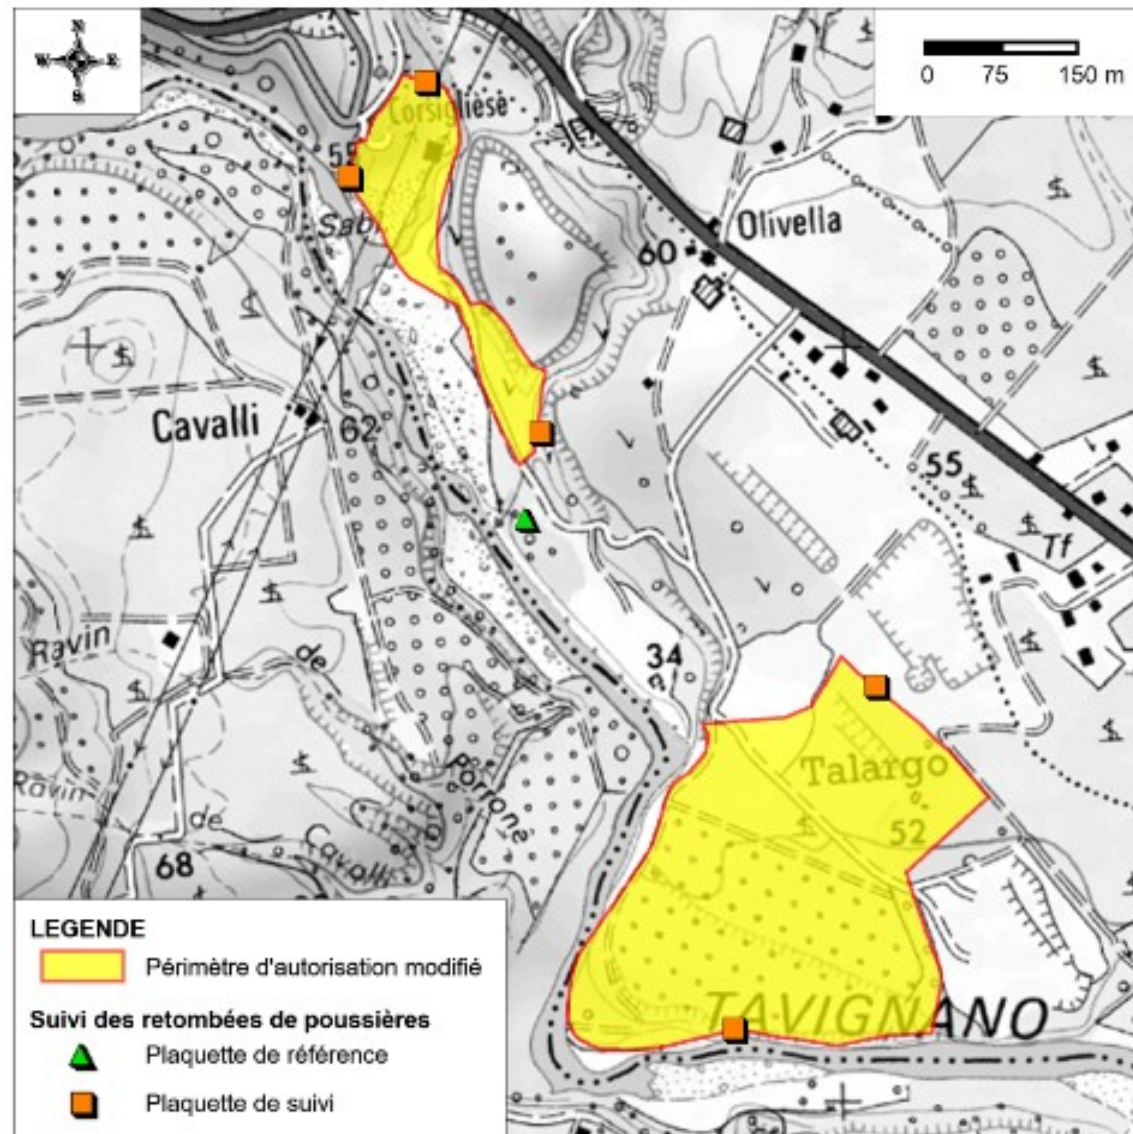 N
W E
S
0 75 150 m
Corsigliese
55
Olivella
60
Cavalli
62
55
Tf
Ravin
de
34
Porrone
Talargo
52
Ravin
de
Cavalli
68
TAVIGNANO
LEGENDE
Périmètre d'autorisation modifié
Suivi des retombées de poussières
Plaquette de référence
Plaquette de suivi